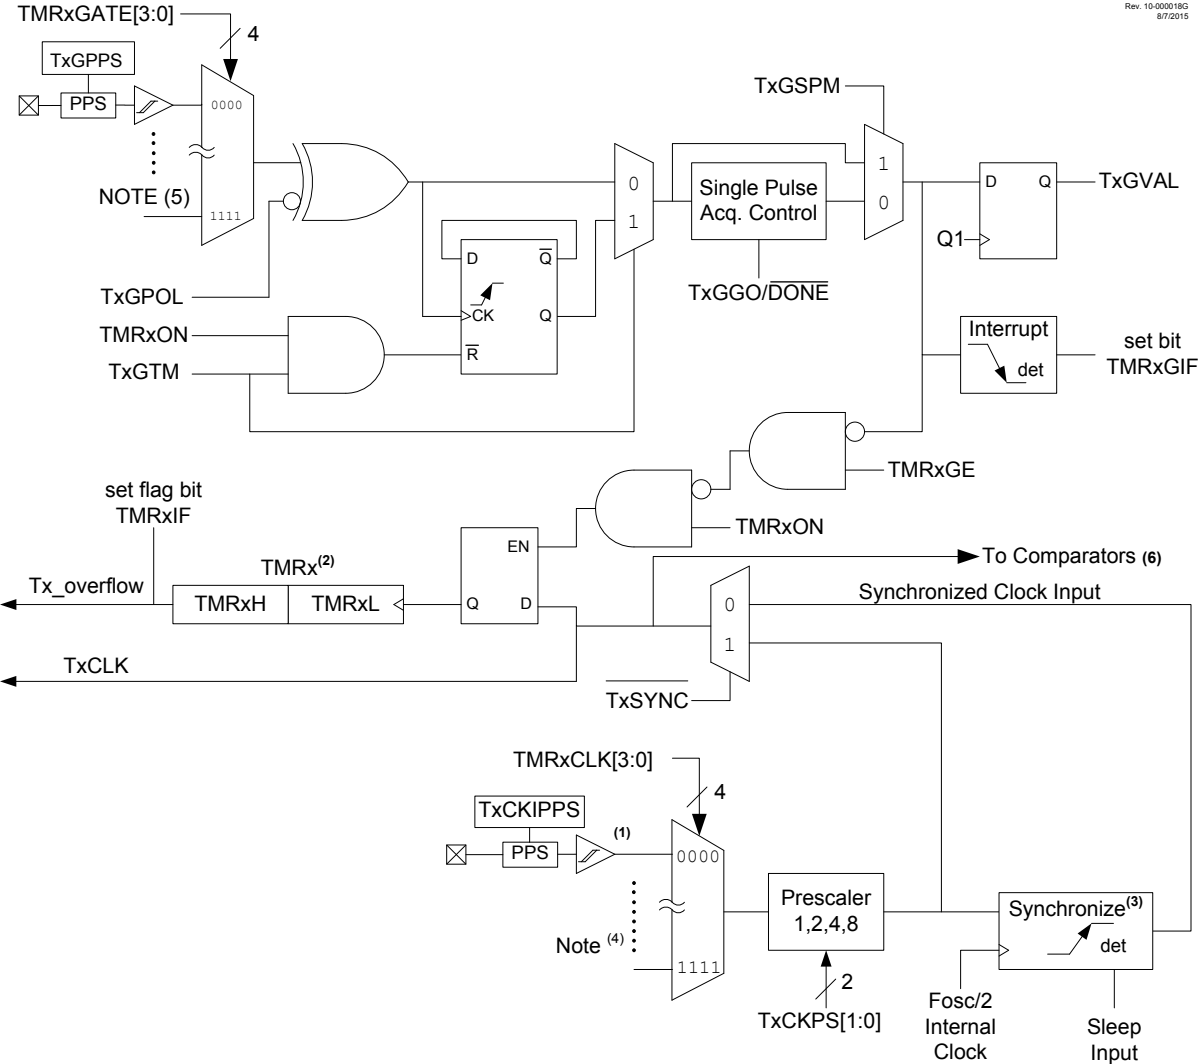 Rev. 10-000018G
8/7/2015
TMRxGATE[3:0]
4
TxGPPS
PPS
0000
NOTE (5)
1111
TxGPOL
TMRxON
TxGTM
D
Q
CK
Q
R
0
1
TxGSPM
Single Pulse
Acq. Control
1
0
TxGGO/DONE
D
Q
TxGVAL
Q1
Interrupt
det
set bit
TMRxGIF
TMRxGE
TMRxON
set flag bit
TMRxIF
EN
Q
D
TMRx(2)
Tx_overflow
TMRxH
TMRxL
TxCLK
To Comparators (6)
0
1
Synchronized Clock Input
TxSYNC
TMRxCLK[3:0]
4
TxCKIPPS
PPS
(1)
0000
Note (4)
1111
Prescaler
1,2,4,8
2
TxCKPS[1:0]
Synchronize(3)
det
Fosc/2
Internal
Clock
Sleep
Input